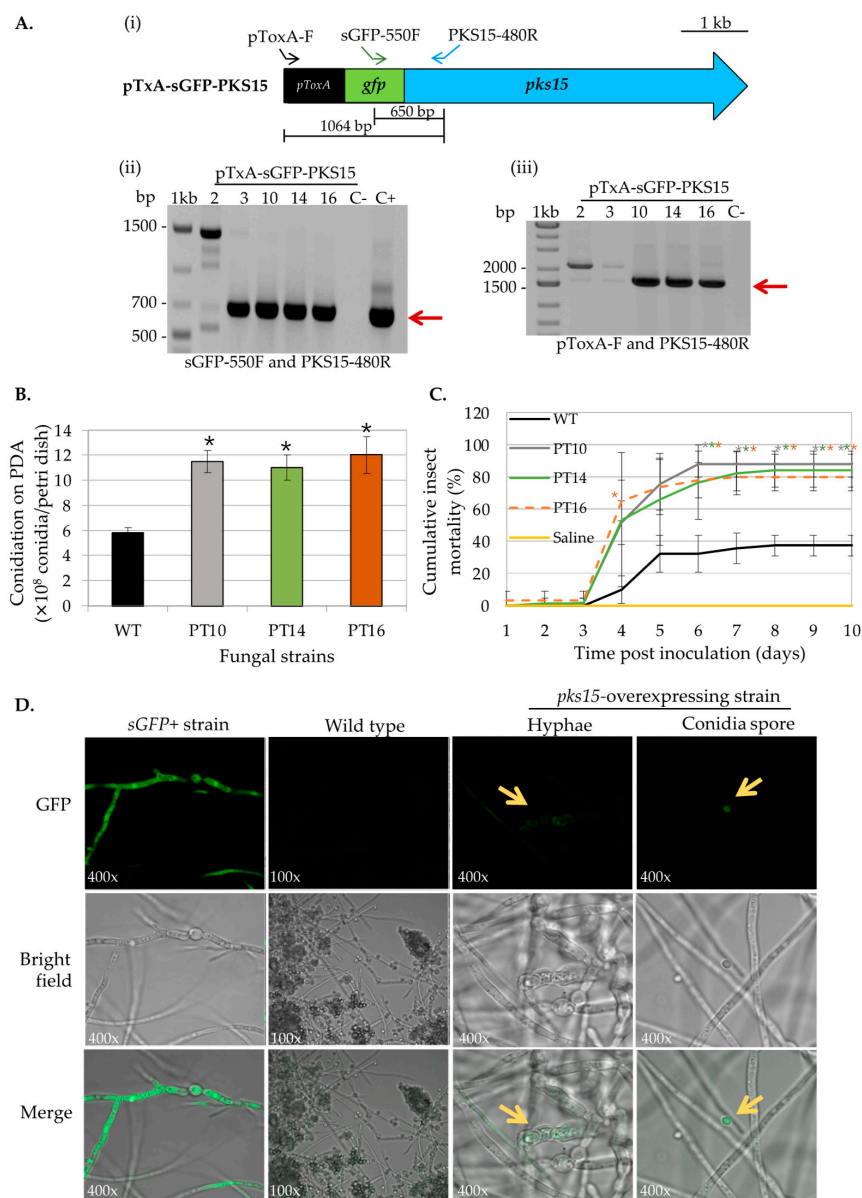 A.
(i)
1 kb
pToxA-F
sGFP-550F
PKS15-480R
pTxA-sGFP-PKS15
pToxA
gfp
pks15
650 bp
1064 bp
(ii)
pTxA-sGFP-PKS15
bp 1kb 2 3 10 14 16 C- C+
1500
700
500
sGFP-550F and PKS15-480R
(iii)
pTxA-sGFP-PKS15
bp 1kb 2 3 10 14 16 C-
2000
1500
pToxA-F and PKS15-480R
B.
Conidiation on PDA
(×10⁸ conidia/petri dish)
14
12
10
8
6
4
2
0
* * *
WT PT10 PT14 PT16
Fungal strains
C.
Cumulative insect
mortality (%)
120
100
80
60
40
20
0
WT
PT10
PT14
PT16
Saline
*
*** *** *** *** ***
1 2 3 4 5 6 7 8 9 10
Time post inoculation (days)
D.
pks15-overexpressing strain
sGFP+ strain Wild type Hyphae Conidia spore
GFP
400x 100x 400x 400x
Bright
field
400x 100x 400x 400x
Merge
400x 100x 400x 400x